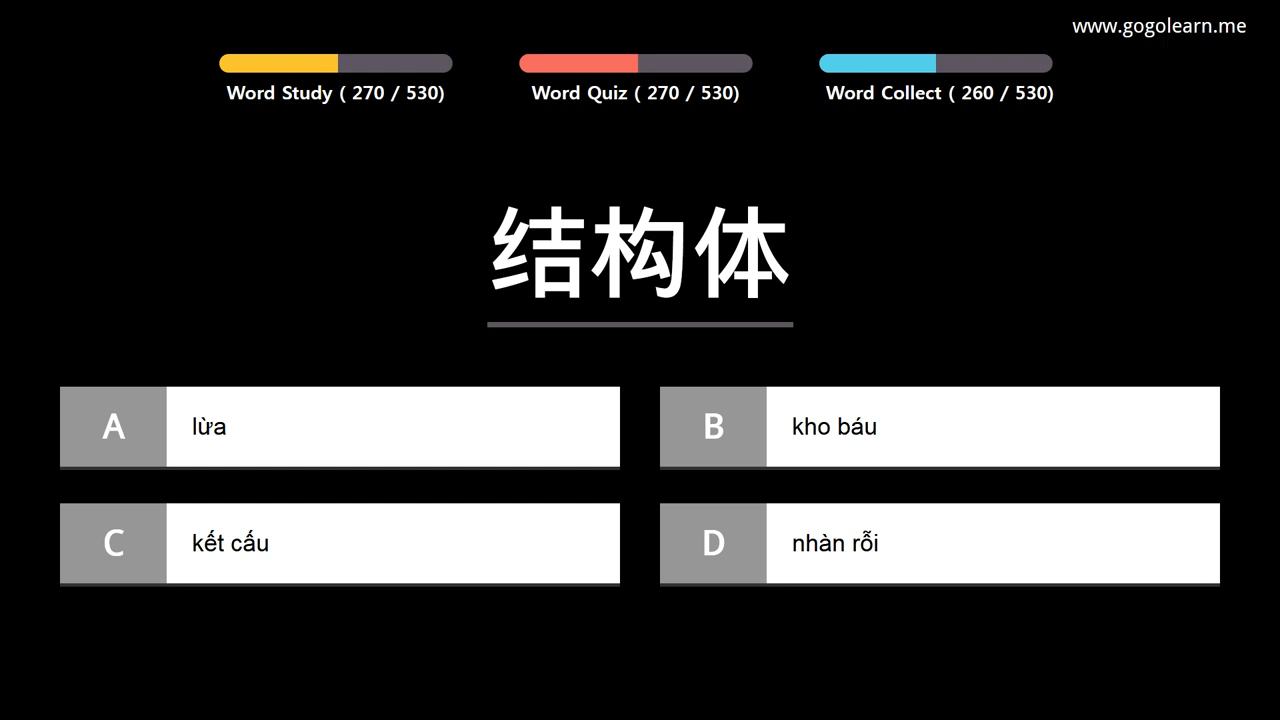 www.gogolearn.me
Word Study ( 270 / 530)
Word Quiz ( 270 / 530)
Word Collect ( 260 / 530)
结构体
A lừa
B kho báu
C kết cấu
D nhàn rỗi